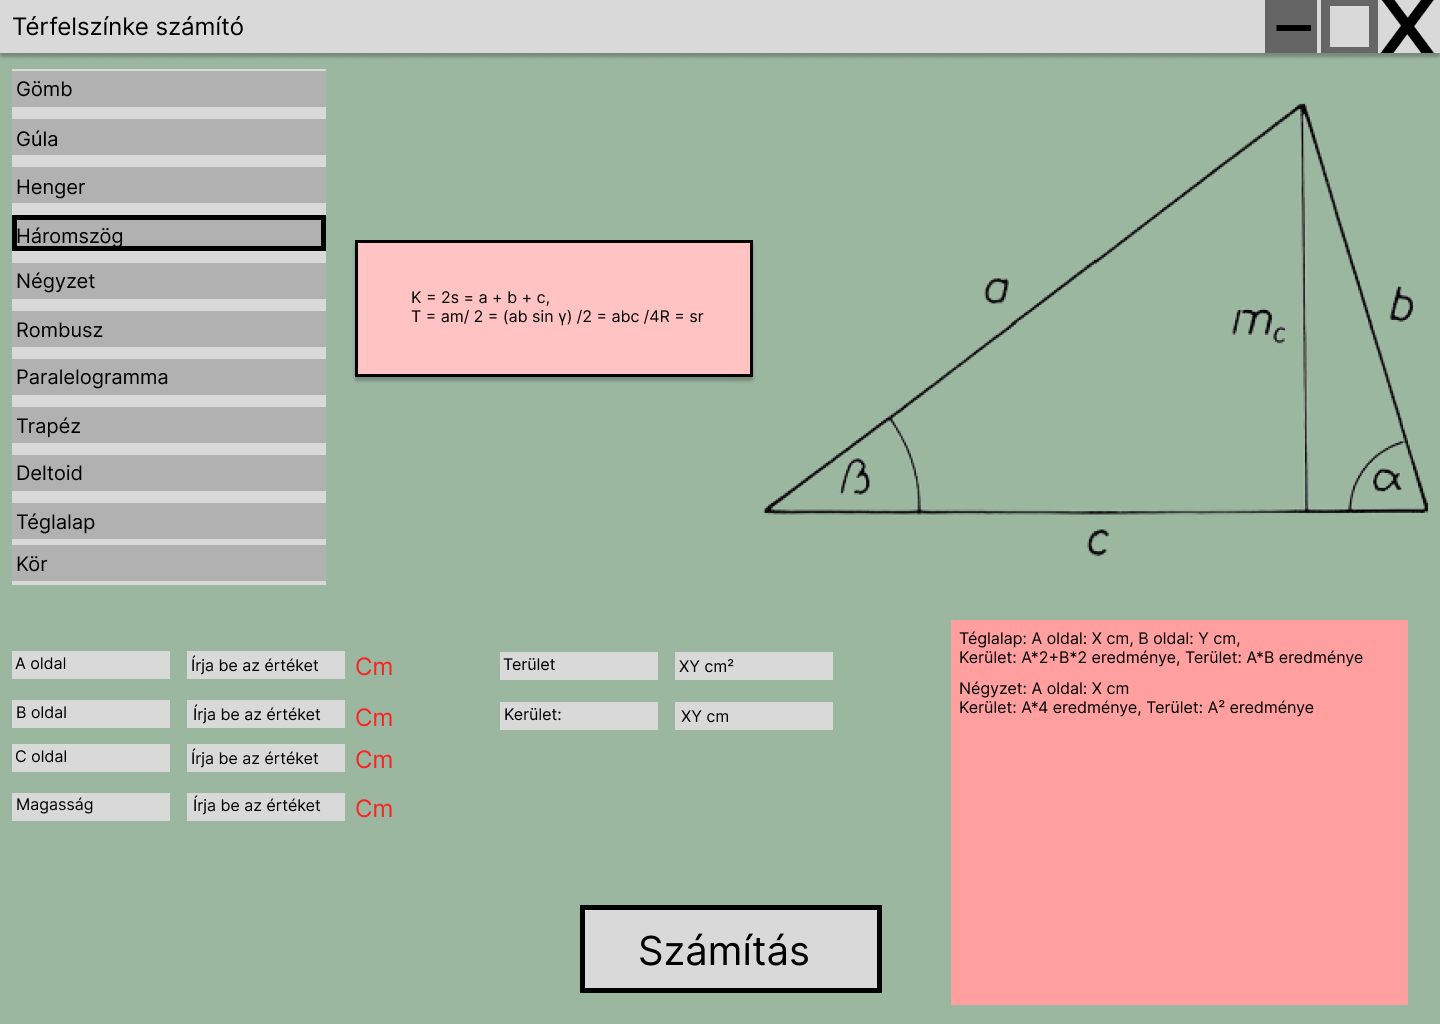 Térfelszínke számító
X
Gömb
Gúla
Henger
Háromszög
Négyzet
Rombusz
Paralelogramma
Trapéz
Deltoid
Téglalap
Kör
K = 2s = a + b + c,
T = am/ 2 = (ab sin γ) /2 = abc /4R = sr
a
b
mc
β
α
c
A oldal Írja be az értéket Cm
B oldal Írja be az értéket Cm
C oldal Írja be az értéket Cm
Magasság Írja be az értéket Cm
Terület XY cm²
Kerület: XY cm
Téglalap: A oldal: X cm, B oldal: Y cm,
Kerület: A*2+B*2 eredménye, Terület: A*B eredménye
Négyzet: A oldal: X cm
Kerület: A*4 eredménye, Terület: A² eredménye
Számítás